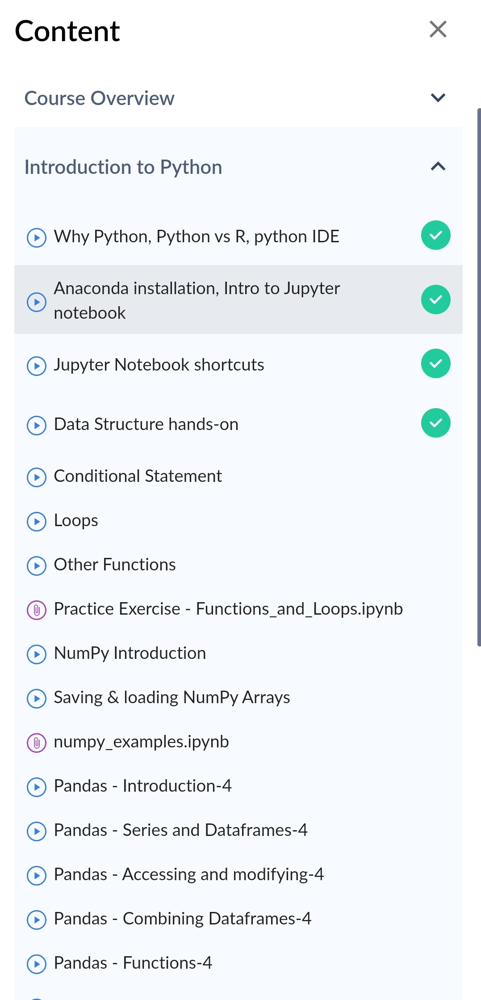 Content
Course Overview
Introduction to Python
Why Python, Python vs R, python IDE
Anaconda installation, Intro to Jupyter
notebook
Jupyter Notebook shortcuts
Data Structure hands-on
Conditional Statement
Loops
Other Functions
Practice Exercise - Functions_and_Loops.ipynb
NumPy Introduction
Saving & loading NumPy Arrays
numpy_examples.ipynb
Pandas - Introduction-4
Pandas - Series and Dataframes-4
Pandas - Accessing and modifying-4
Pandas - Combining Dataframes-4
Pandas - Functions-4